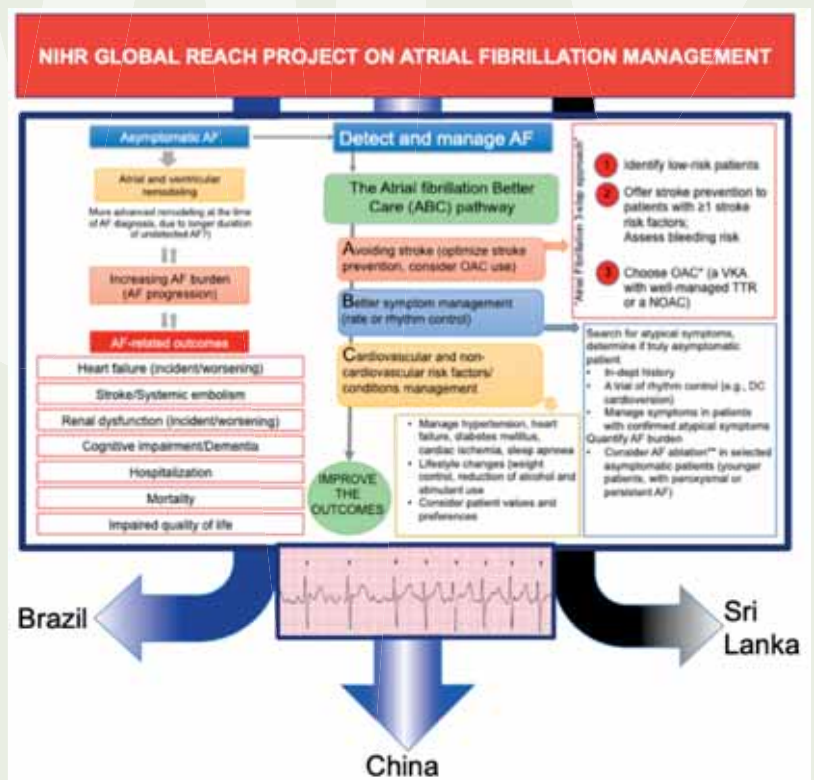 NIHR GLOBAL REACH PROJECT ON ATRIAL FIBRILLATION MANAGEMENT
Asymptomatic AF
Atrial and ventricular
remodeling
More advanced remodeling at the time
of AF diagnosis, due to longer duration
of undetected AF?)
Increasing AF burden
(AF progression)
AF-related outcomes
Heart failure (incident/worsening)
Stroke/Systemic embolism
Renal dysfunction (incident/worsening)
Cognitive impairment/Dementia
Hospitalization
Mortality
Impaired quality of life
Detect and manage AF
The Atrial fibrillation Better
Care (ABC) pathway
Avoiding stroke (optimize stroke
prevention, consider OAC use)
Better symptom management
(rate or rhythm control)
Cardiovascular and non-
cardiovascular risk factors/
conditions management
IMPROVE
THE
OUTCOMES
• Manage hypertension, heart
failure, diabetes mellitus,
cardiac ischemia, sleep apnoea
• Lifestyle changes (weight
control, reduction of alcohol and
stimulant use
• Consider patient values and
preferences
"Atrial Fibrillation 3-step approach"
1 Identify low-risk patients
2 Offer stroke prevention to
patients with ≥1 stroke
risk factors;
Assess bleeding risk
3 Choose OAC* (a VKA
with well-managed TTR
or a NOAC)
Search for atypical symptoms,
determine if truly asymptomatic
patient
• In-dept history
• A trial of rhythm control (e.g., DC
cardioversion)
• Manage symptoms in patients
with confirmed atypical symptoms
Quantify AF burden
• Consider AF ablation** in selected
asymptomatic patients (younger
patients, with paroxysmal or
persistent AF)
Brazil
Sri
Lanka
China